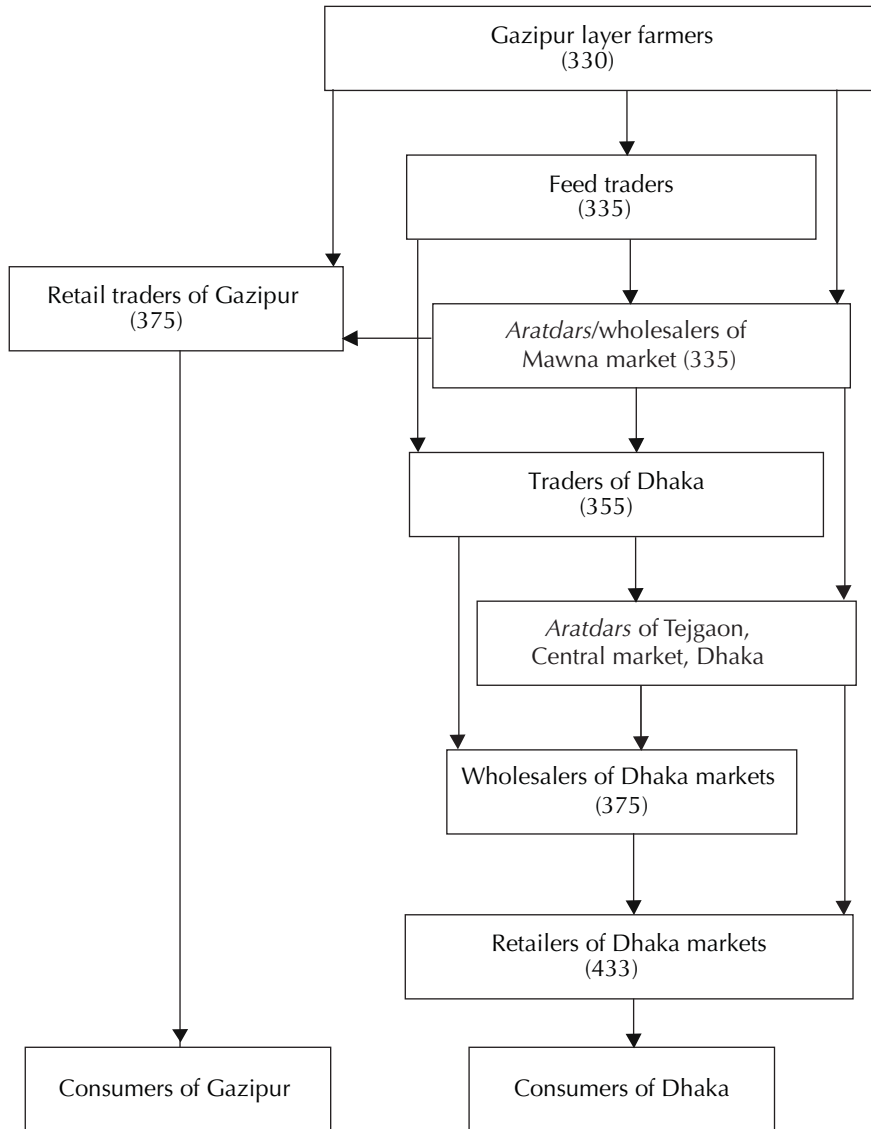 Gazipur layer farmers
(330)
Feed traders
(335)
Retail traders of Gazipur
(375)
Aratdars/wholesalers of
Mawna market (335)
Traders of Dhaka
(355)
Aratdars of Tejgaon,
Central market, Dhaka
Wholesalers of Dhaka markets
(375)
Retailers of Dhaka markets
(433)
Consumers of Gazipur
Consumers of Dhaka